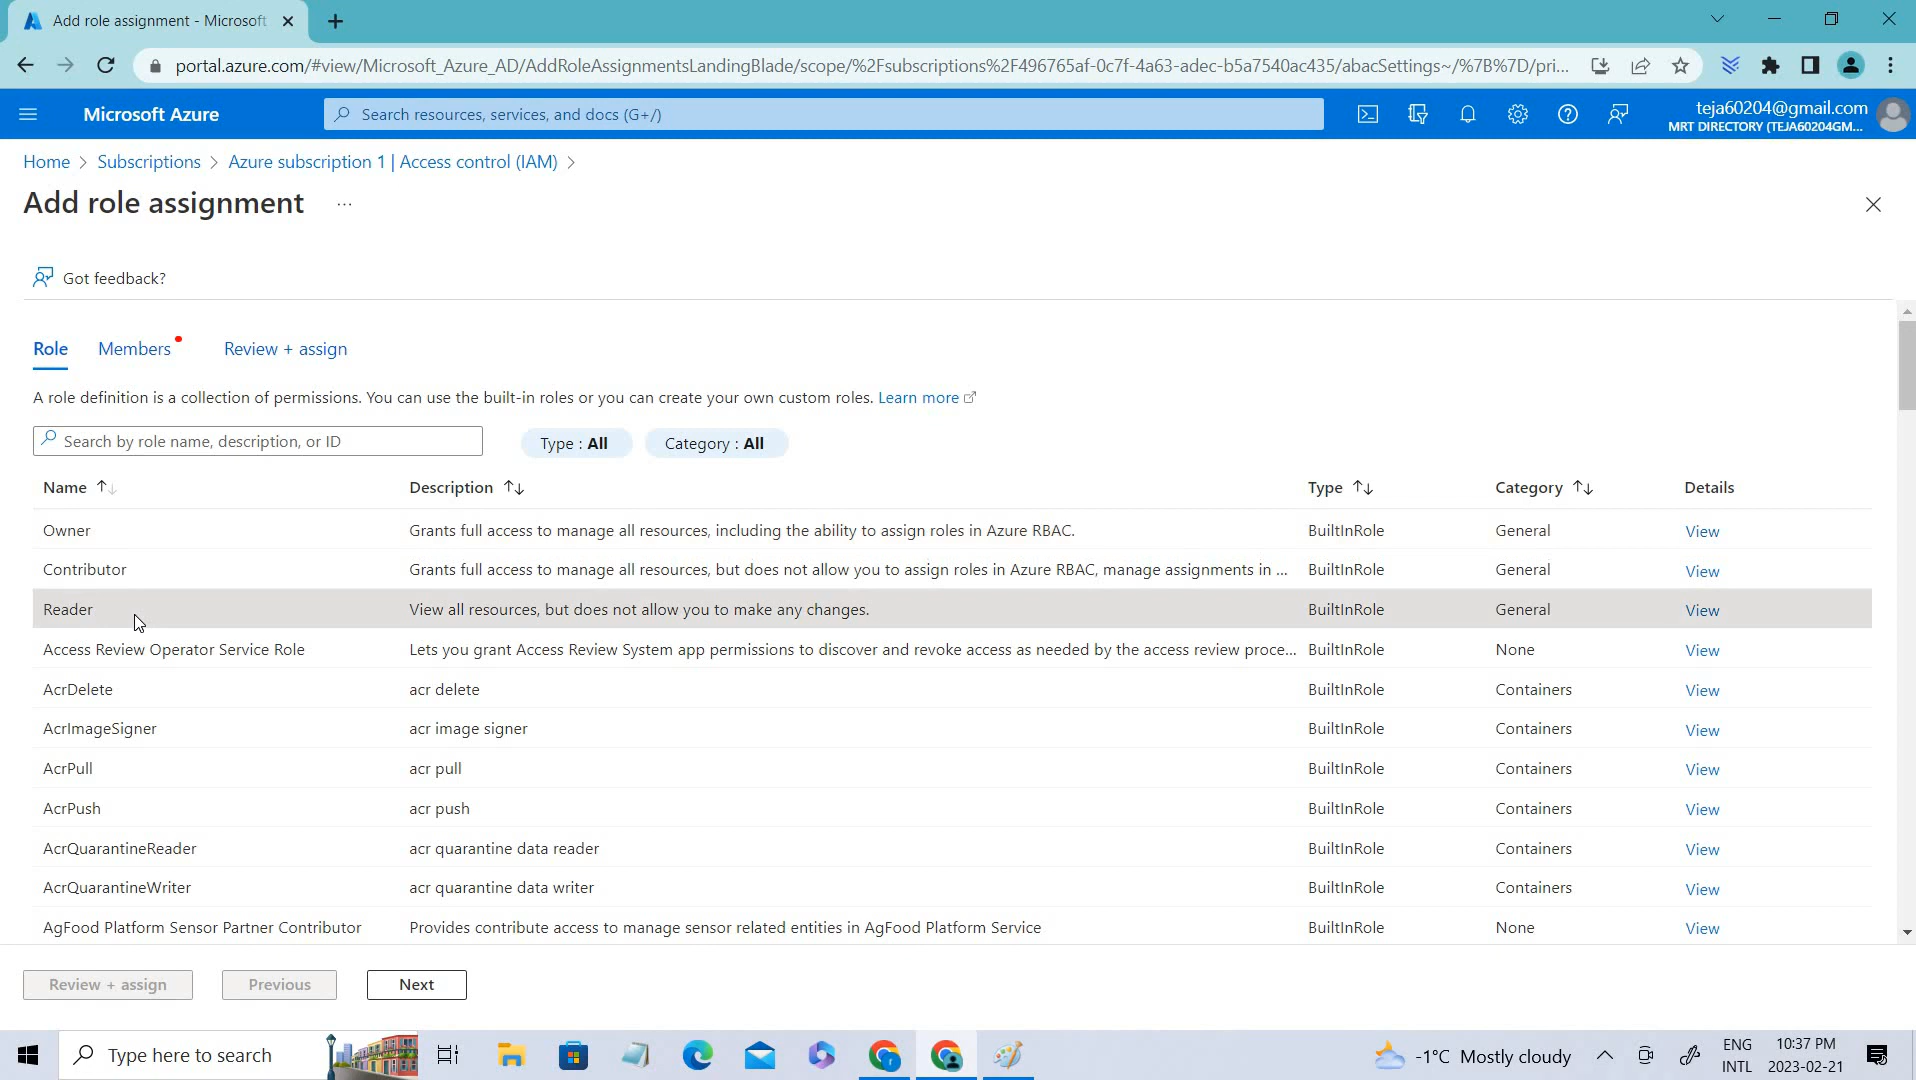 Add role assignment - Microsoft
portal.azure.com/#view/Microsoft_Azure_AD/AddRoleAssignmentsLandingBlade/scope/%2Fsubscriptions%2F496765af-0c7f-4a63-adec-b5a7540ac435/abacSettings~/%7B%7D/pri...
Microsoft Azure
Search resources, services, and docs (G+/)
teja60204@gmail.com
MRT DIRECTORY (TEJA60204GM...
Home > Subscriptions > Azure subscription 1 | Access control (IAM) >
Add role assignment ...
Got feedback?
Role Members Review + assign
A role definition is a collection of permissions. You can use the built-in roles or you can create your own custom roles. Learn more
Search by role name, description, or ID Type : All Category : All
Name Description Type Category Details
Owner Grants full access to manage all resources, including the ability to assign roles in Azure RBAC. BuiltInRole General View
Contributor Grants full access to manage all resources, but does not allow you to assign roles in Azure RBAC, manage assignments in ... BuiltInRole General View
Reader View all resources, but does not allow you to make any changes. BuiltInRole General View
Access Review Operator Service Role Lets you grant Access Review System app permissions to discover and revoke access as needed by the access review proce... BuiltInRole None View
AcrDelete acr delete BuiltInRole Containers View
AcrImageSigner acr image signer BuiltInRole Containers View
AcrPull acr pull BuiltInRole Containers View
AcrPush acr push BuiltInRole Containers View
AcrQuarantineReader acr quarantine data reader BuiltInRole Containers View
AcrQuarantineWriter acr quarantine data writer BuiltInRole Containers View
AgFood Platform Sensor Partner Contributor Provides contribute access to manage sensor related entities in AgFood Platform Service BuiltInRole None View
Review + assign Previous Next
Type here to search
-1°C Mostly cloudy
ENG
INTL
10:37 PM
2023-02-21